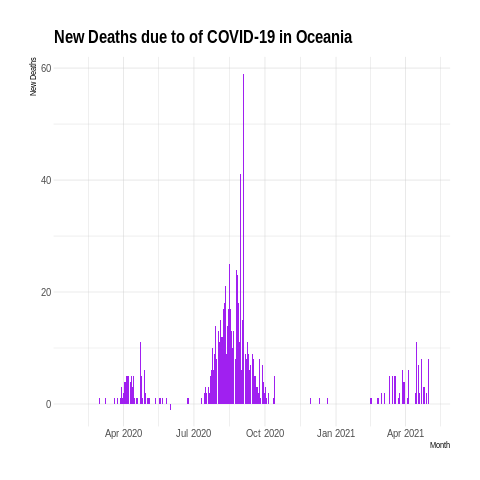 New Deaths due to of COVID-19 in Oceania
New Deaths
60
40
20
0
Apr 2020 Jul 2020 Oct 2020 Jan 2021 Apr 2021
Month